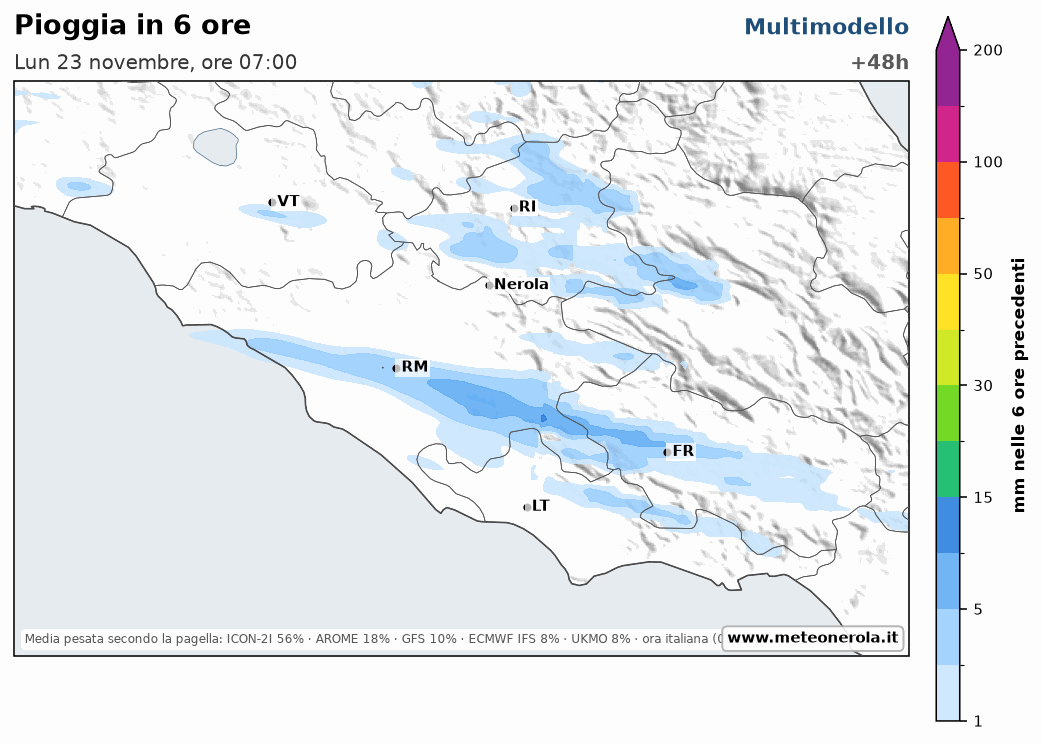 Pioggia in 6 ore
Multimodello
Lun 23 novembre, ore 07:00
+48h
200
100
50
30
15
5
1
mm nelle 6 ore precedenti
VT
RI
Nerola
RM
FR
LT
Media pesata secondo la pagella: ICON-2I 56% · AROME 18% · GFS 10% · ECMWF IFS 8% · UKMO 8% · ora italiana (
www.meteonerola.it